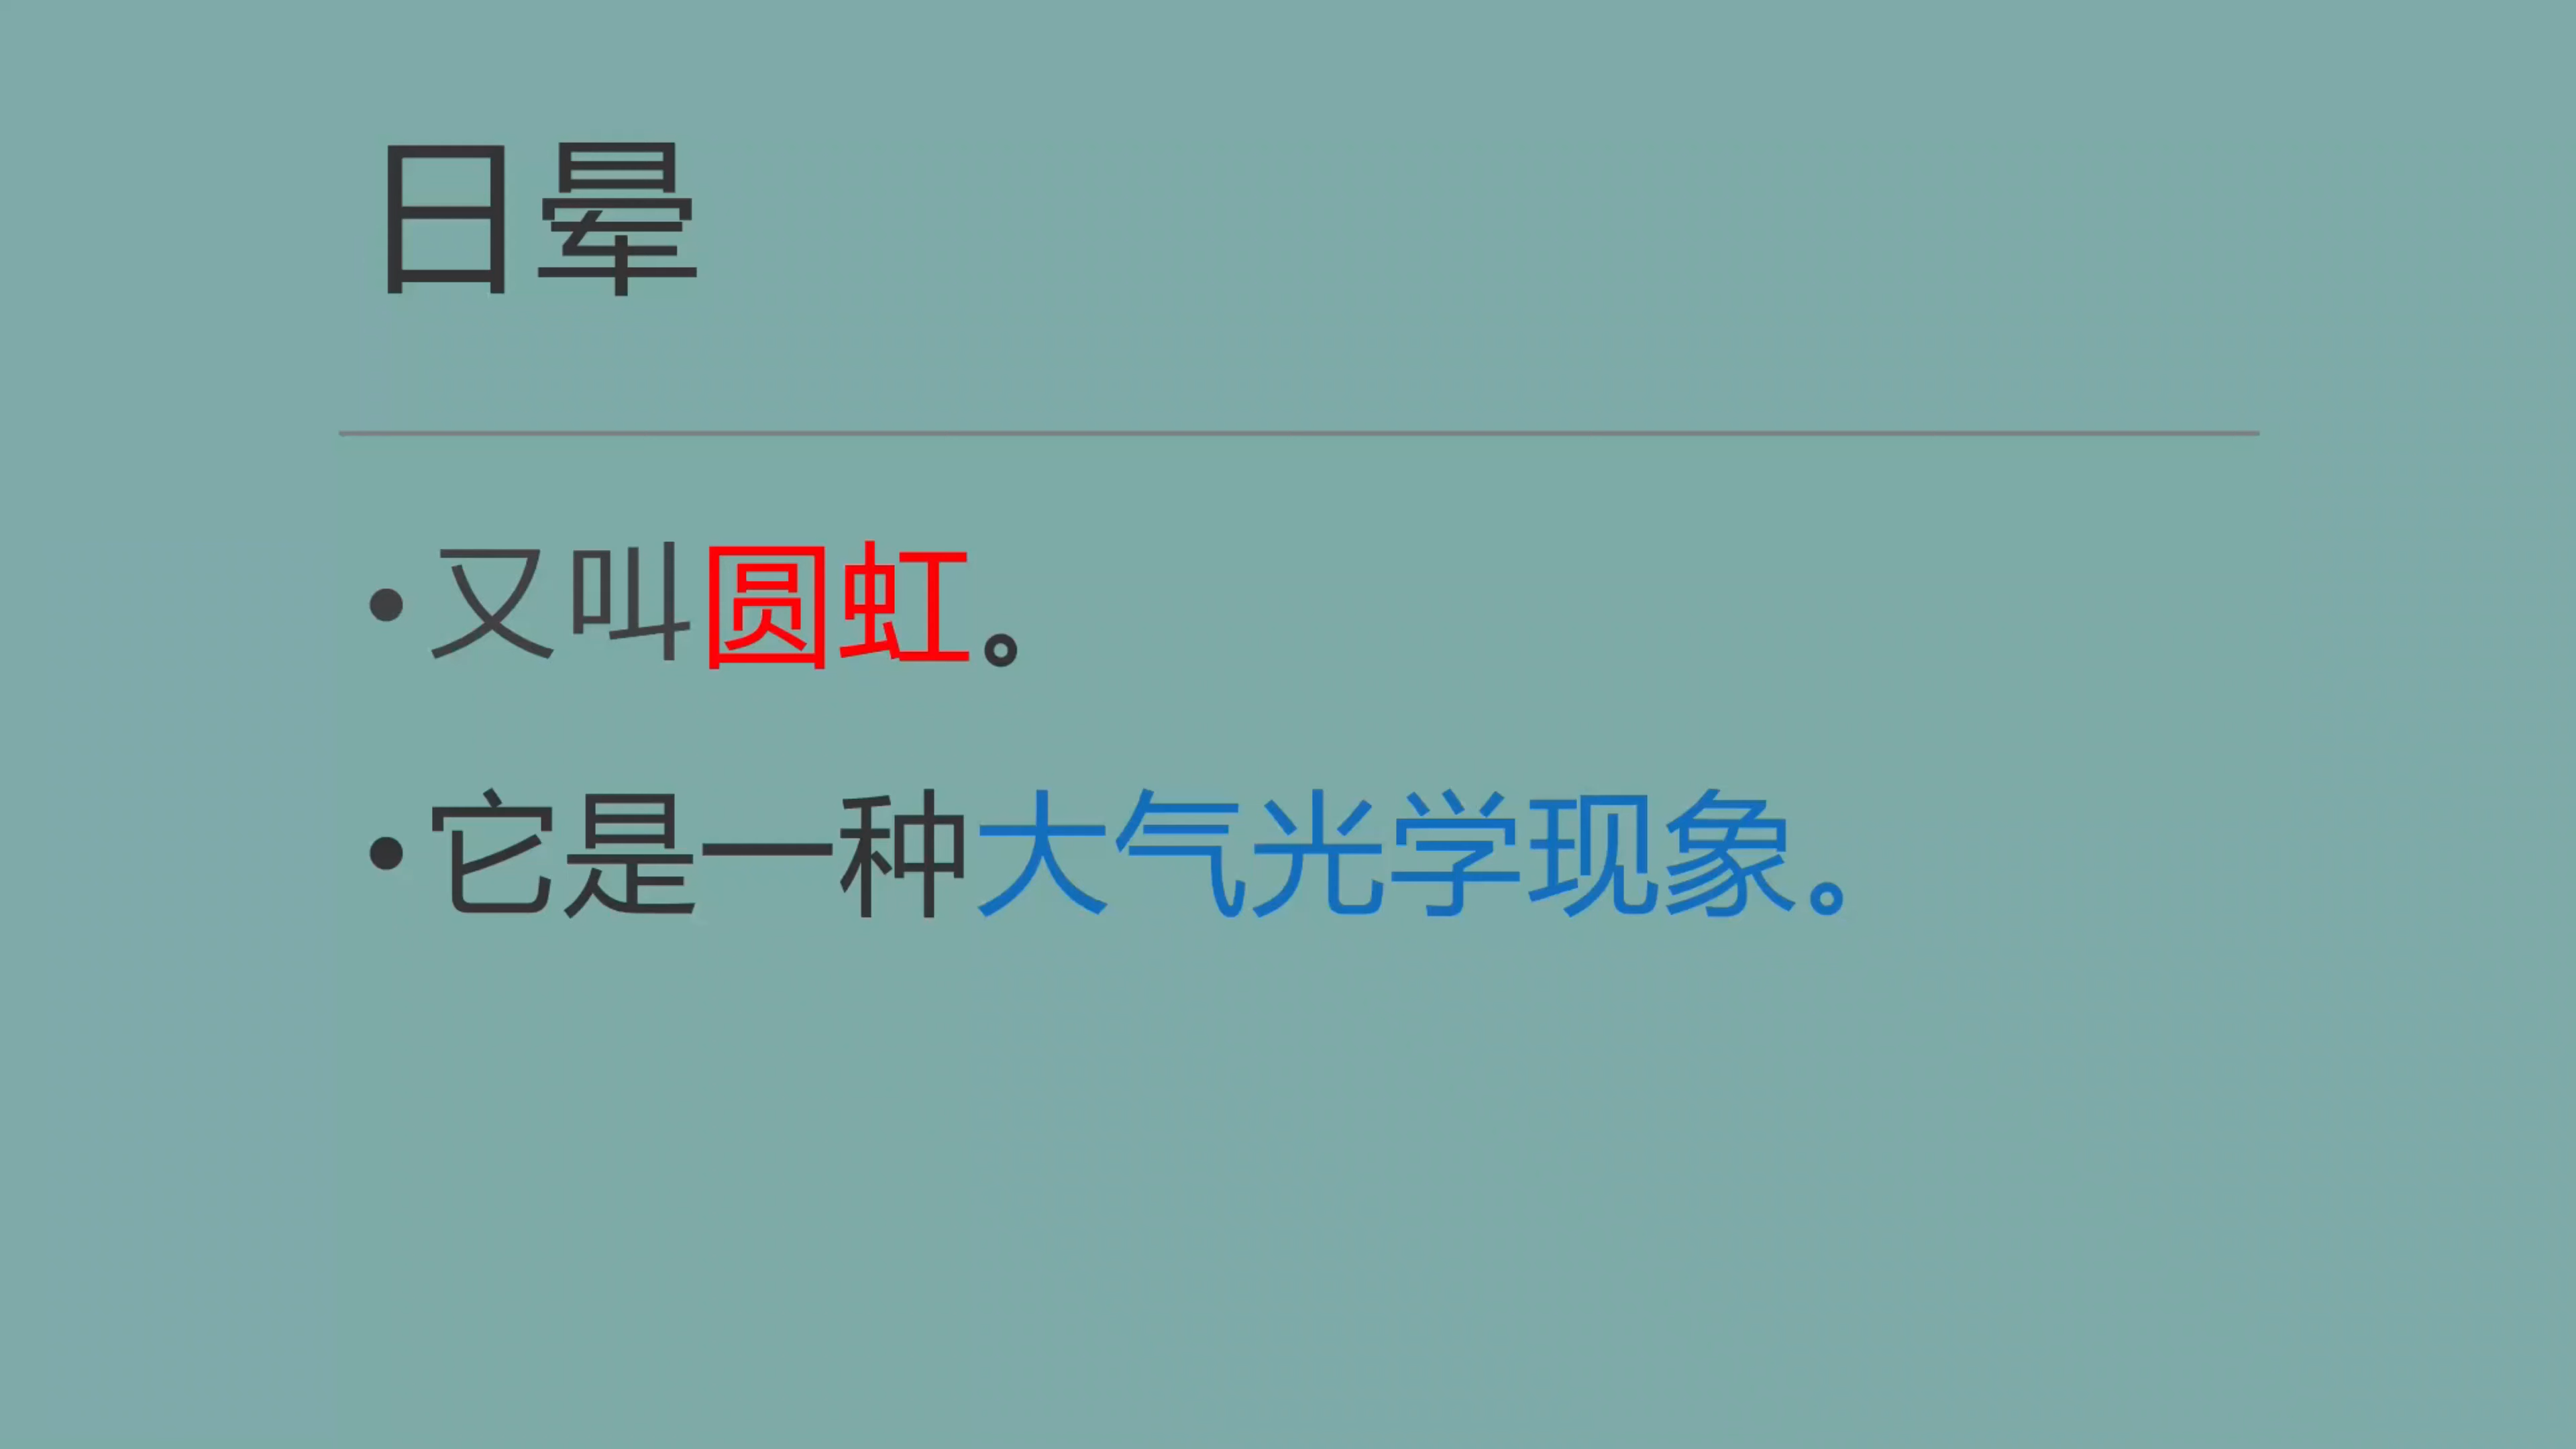 日晕
•又叫圆虹。
•它是一种大气光学现象。